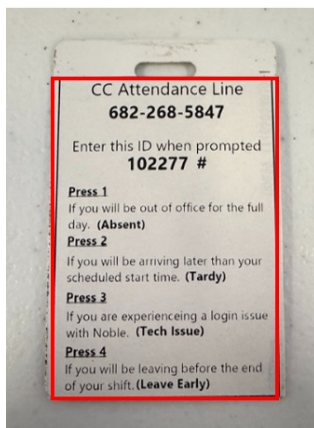 CC Attendance Line
682-268-5847
Enter this ID when prompted
102277 #
Press 1
If you will be out of office for the full
day. (Absent)
Press 2
If you will be arriving later than your
scheduled start time. (Tardy)
Press 3
If you are experienceing a login issue
with Noble. (Tech Issue)
Press 4
If you will be leaving before the end
of your shift. (Leave Early)